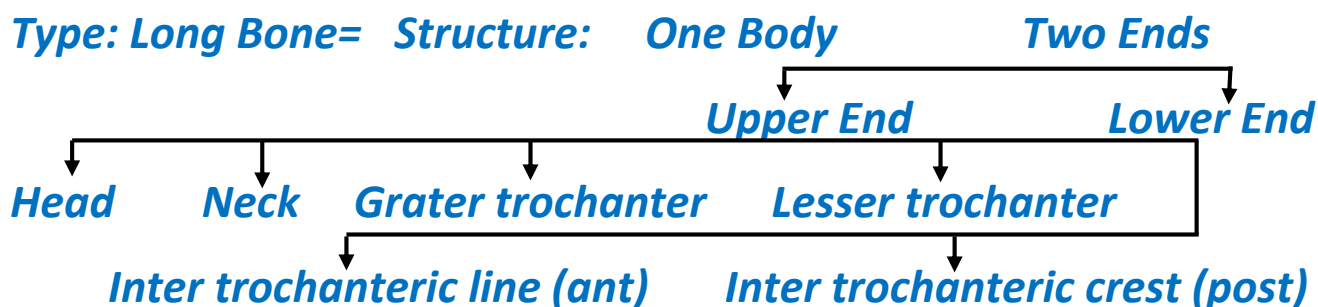 Type: Long Bone= Structure: One Body Two Ends
Upper End Lower End
Head Neck Grater trochanter Lesser trochanter
Inter trochanteric line (ant) Inter trochanteric crest (post)